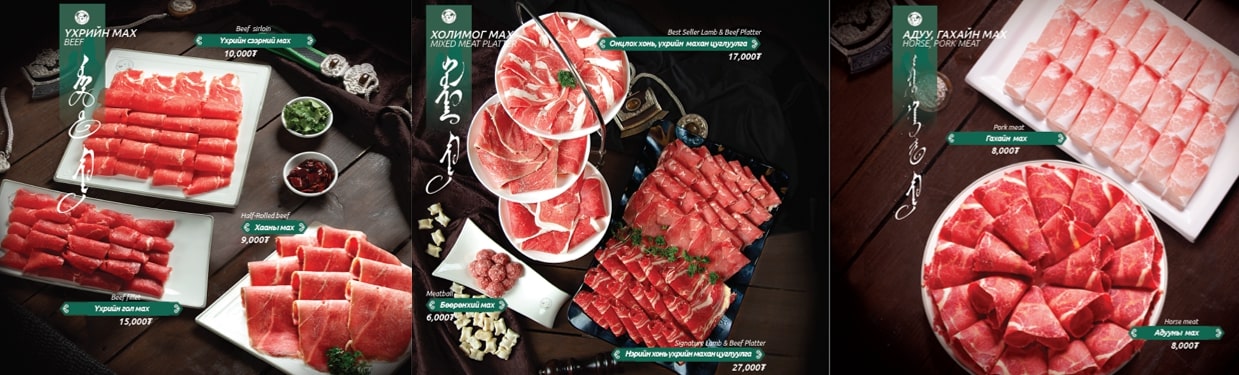 ҮХРИЙН МАХ
BEEF
Beef sirloin
Үхрийн сээрний мах
10,000₮
Half-Rolled beef
Хааны мах
9,000₮
Beef fillet
Үхрийн гол мах
15,000₮
ХОЛИМОГ МАХ
MIXED MEAT PLATTER
Best Seller Lamb & Beef Platter
Онцлох хонь, үхрийн махан цуглуулга
17,000₮
Meatball
Бөөрөнхий мах
6,000₮
Signature Lamb & Beef Platter
Нэрийн хонь үхрийн махан цуглуулга
27,000₮
АДУУ, ГАХАЙН МАХ
HORSE, PORK MEAT
Pork meat
Гахайн мах
8,000₮
Horse meat
Адууны мах
8,000₮